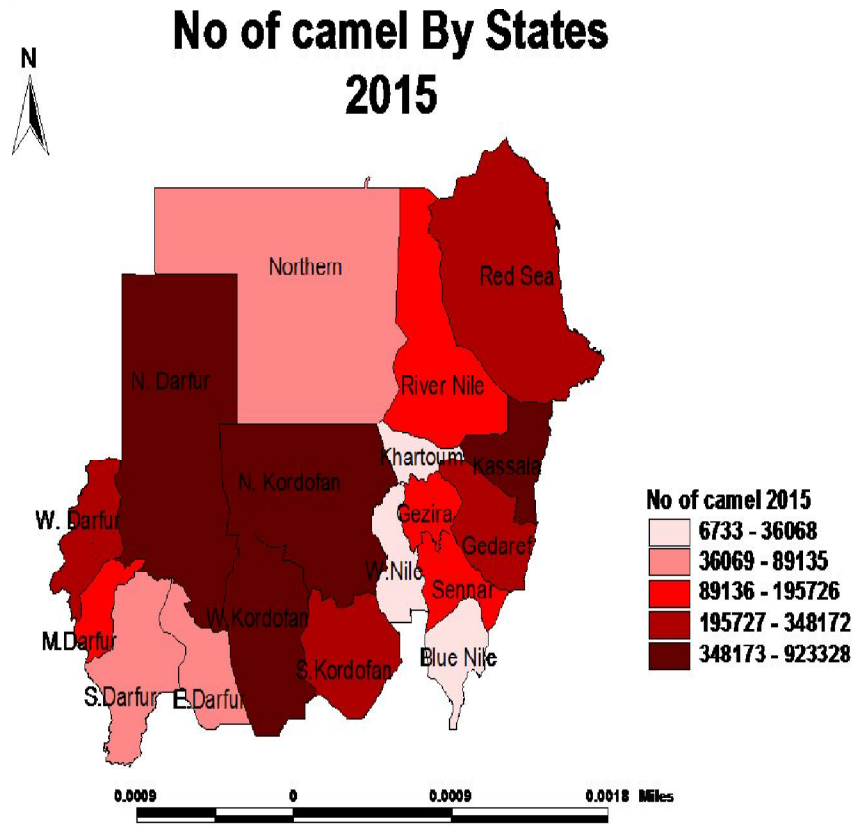 No of camel By States
2015
N
Northern
Red Sea
N. Darfur
River Nile
Khartoum
Kassala
N. Kordofan
W. Darfur
Gezira
Gedaref
W.Nile
Sennar
M.Darfur
W.Kordofan
S.Kordofan
Blue Nile
S.Darfur
E.Darfur
No of camel 2015
6733 - 36068
36069 - 89135
89136 - 195726
195727 - 348172
348173 - 923328
0.0009 0 0.0009 0.0018 Miles